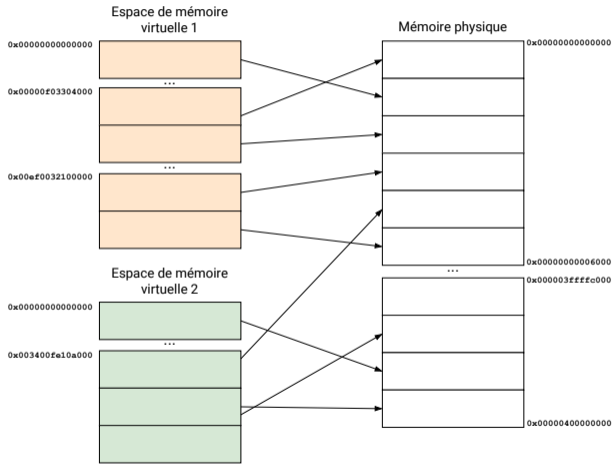 Espace de mémoire
virtuelle 1
Mémoire physique
0x00000000000000
0x00000000000000
...
0x00000f03304000
...
0x00ef0032100000
0x00000000006000
...
0x000003ffffc000
Espace de mémoire
virtuelle 2
0x00000000000000
...
0x003400fe10a000
0x00000400000000